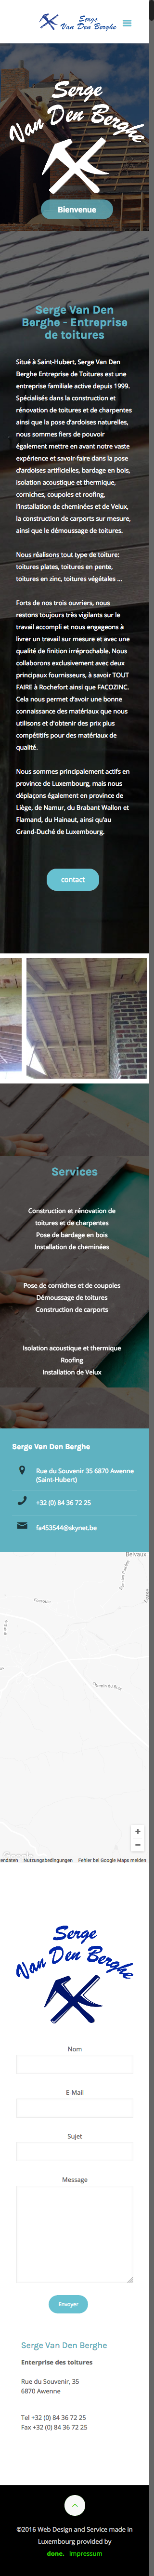 Serge
Van Den Berghe
Serge
Van Den Berghe
Bienvenue
Serge Van Den
Berghe - Entreprise
de toitures
Situé à Saint-Hubert, Serge Van Den
Berghe Entreprise de Toitures est une
entreprise familiale active depuis 1999.
Spécialisés dans la construction et
rénovation de toitures et de charpentes
ainsi que la pose d'ardoises naturelles,
nous sommes fiers de pouvoir
également mettre en avant notre vaste
expérience et savoir-faire dans la pose
d'ardoises artificielles, bardage en bois,
isolation acoustique et thermique,
corniches, coupoles et roofing,
l'installation de cheminées et de Velux,
la construction de carports sur mesure,
ainsi que le démoussage de toitures.
Nous réalisons tout type de toiture:
toitures plates, toitures en pente,
toitures en zinc, toitures végétales ...
Forts de nos trois ouvriers, nous
restons toujours très vigilants sur le
travail accompli et nous engageons à
livrer un travail sur mesure et avec une
qualité de finition irréprochable. Nous
collaborons exclusivement avec deux
principaux fournisseurs, à savoir TOUT
FAIRE à Rochefort ainsi que FACOZINC.
Cela nous permet d'avoir une bonne
connaissance des matériaux que nous
utilisons et d'obtenir des prix plus
compétitifs pour des matériaux de
qualité.
Nous sommes principalement actifs en
province de Luxembourg, mais nous
déplaçons également en province de
Liège, de Namur, du Brabant Wallon et
Flamand, du Hainaut, ainsi qu'au
Grand-Duché de Luxembourg.
contact
Services
Construction et rénovation de
toitures et de charpentes
Pose de bardage en bois
Installation de cheminées
Pose de corniches et de coupoles
Démoussage de toitures
Construction de carports
Isolation acoustique et thermique
Roofing
Installation de Velux
Serge Van Den Berghe
Rue du Souvenir 35 6870 Awenne
(Saint-Hubert)
+32 (0) 84 36 72 25
fa453544@skynet.be
Google
Nutzungsbedingungen Fehler bei Google Maps melden
Serge
Van Den Berghe
Nom
E-Mail
Sujet
Message
Envoyer
Serge Van Den Berghe
Enterprise des toitures
Rue du Souvenir, 35
6870 Awenne
Tel +32 (0) 84 36 72 25
Fax +32 (0) 84 36 72 25
©2016 Web Design and Service made in
Luxembourg provided by
done. Impressum